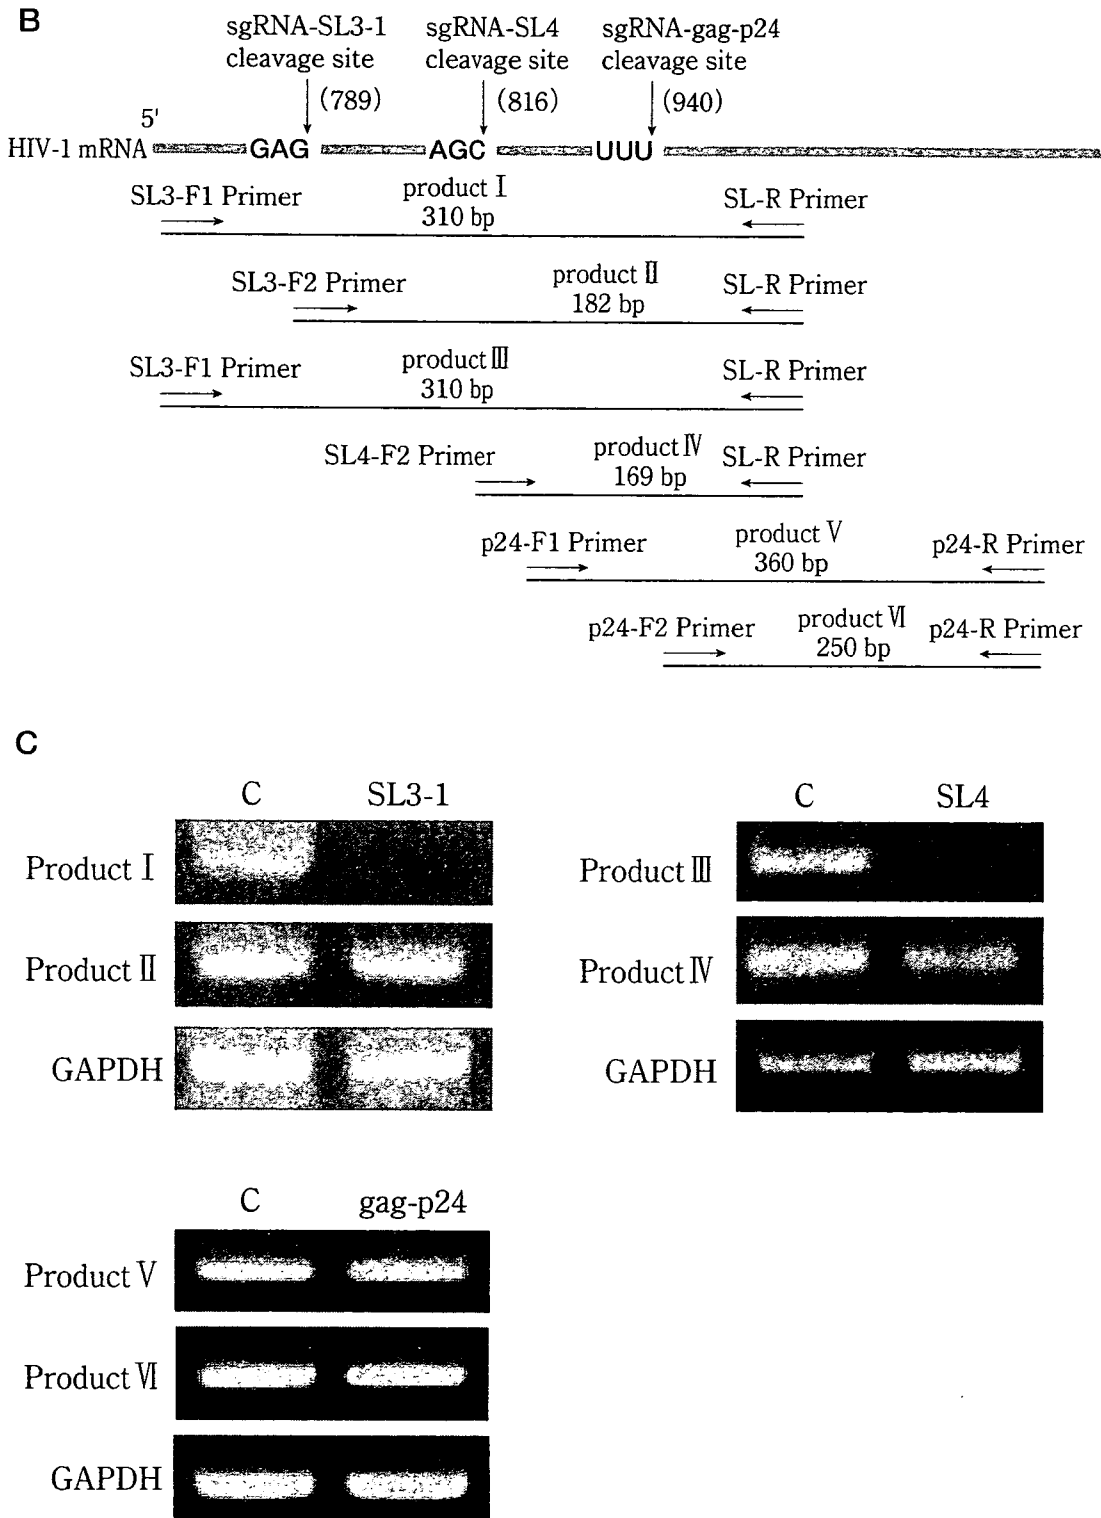 B
sgRNA-SL3-1
cleavage site
sgRNA-SL4
cleavage site
sgRNA-gag-p24
cleavage site
(789)
(816)
(940)
5'
HIV-1 mRNA
GAG
AGC
UUU
SL3-F1 Primer
product Ⅰ
310 bp
SL-R Primer
SL3-F2 Primer
product Ⅱ
182 bp
SL-R Primer
SL3-F1 Primer
product Ⅲ
310 bp
SL-R Primer
SL4-F2 Primer
product Ⅳ
169 bp
SL-R Primer
p24-F1 Primer
product Ⅴ
360 bp
p24-R Primer
p24-F2 Primer
product Ⅵ
250 bp
p24-R Primer
C
C SL3-1
Product Ⅰ
Product Ⅱ
GAPDH
C SL4
Product Ⅲ
Product Ⅳ
GAPDH
C gag-p24
Product Ⅴ
Product Ⅵ
GAPDH